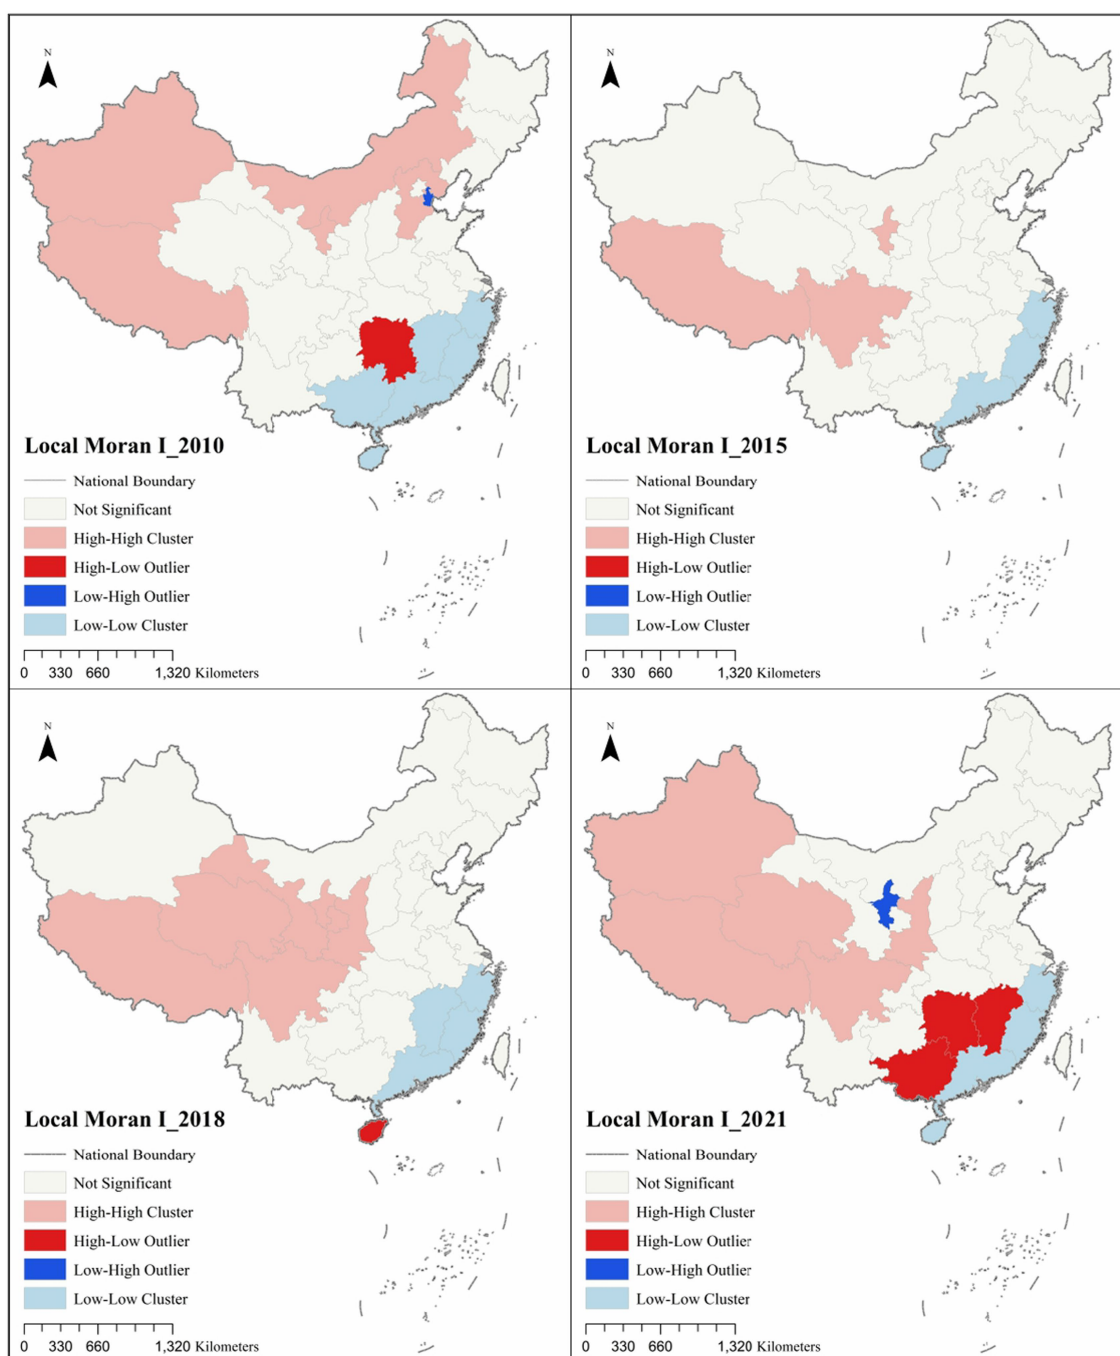 N
Local Moran I_2010
National Boundary
Not Significant
High-High Cluster
High-Low Outlier
Low-High Outlier
Low-Low Cluster
0 330 660 1,320 Kilometers
N
Local Moran I_2015
National Boundary
Not Significant
High-High Cluster
High-Low Outlier
Low-High Outlier
Low-Low Cluster
0 330 660 1,320 Kilometers
N
Local Moran I_2018
National Boundary
Not Significant
High-High Cluster
High-Low Outlier
Low-High Outlier
Low-Low Cluster
0 330 660 1,320 Kilometers
N
Local Moran I_2021
National Boundary
Not Significant
High-High Cluster
High-Low Outlier
Low-High Outlier
Low-Low Cluster
0 330 660 1,320 Kilometers